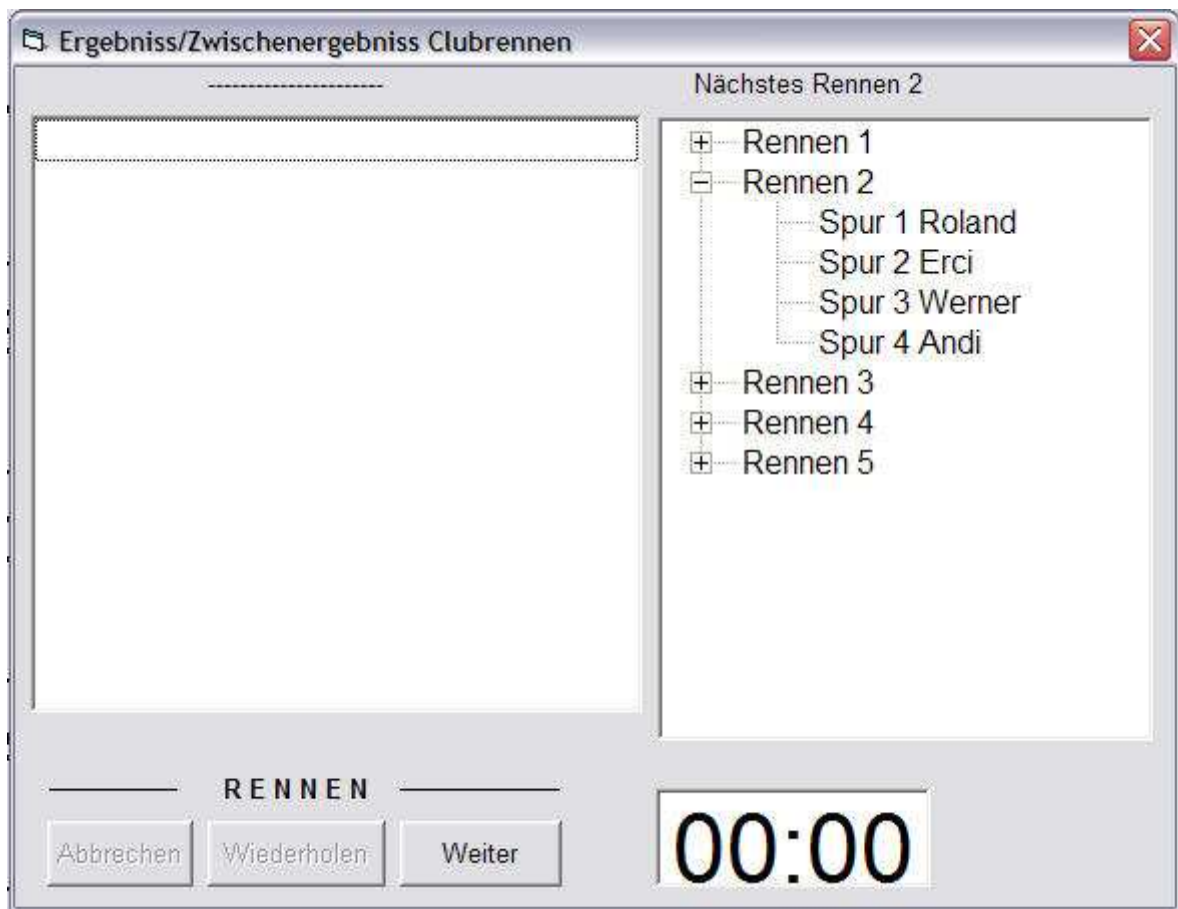 Ergebniss/Zwischenergebniss Clubrennen
----------------------
Nächstes Rennen 2
Rennen 1
Rennen 2
Spur 1 Roland
Spur 2 Erci
Spur 3 Werner
Spur 4 Andi
Rennen 3
Rennen 4
Rennen 5
R E N N E N
Abbrechen Wiederholen Weiter
00:00